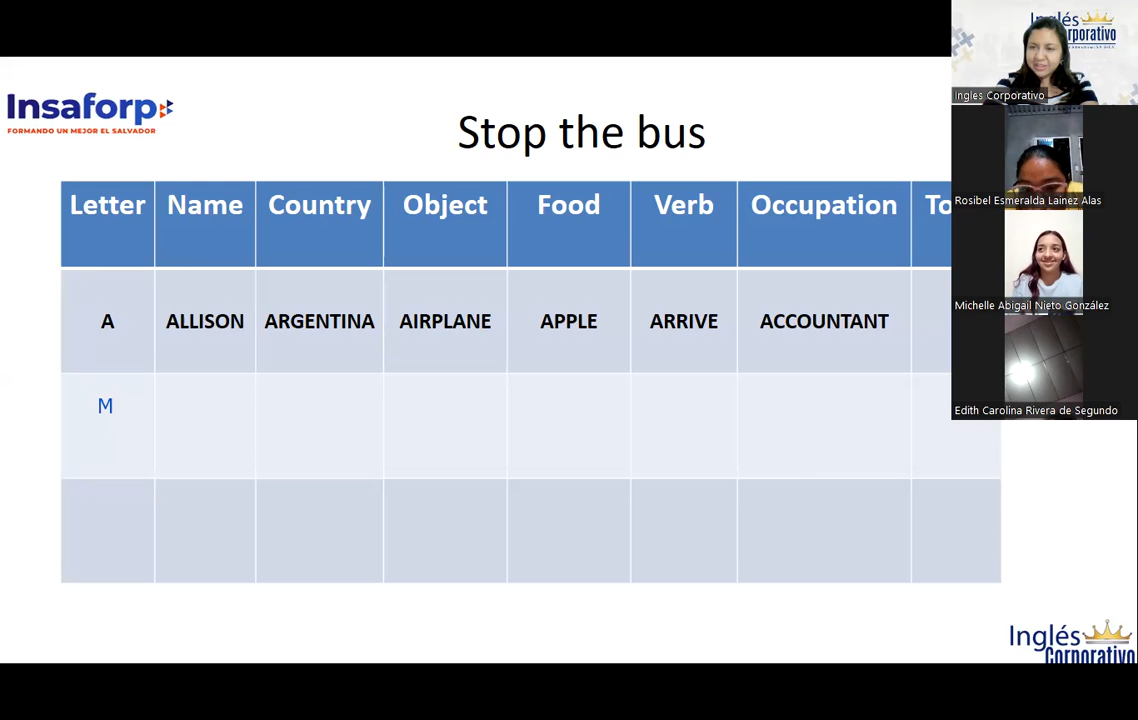 Insaforp
FORMANDO UN MEJOR EL SALVADOR
Stop the bus
Letter Name Country Object Food Verb Occupation To
A ALLISON ARGENTINA AIRPLANE APPLE ARRIVE ACCOUNTANT
M
Inglés
Corporativo
Ingles Corporativo
Rosibel Esmeralda Lainez Alas
Michelle Abigail Nieto González
Edith Carolina Rivera de Segundo
Inglés
Corporativo